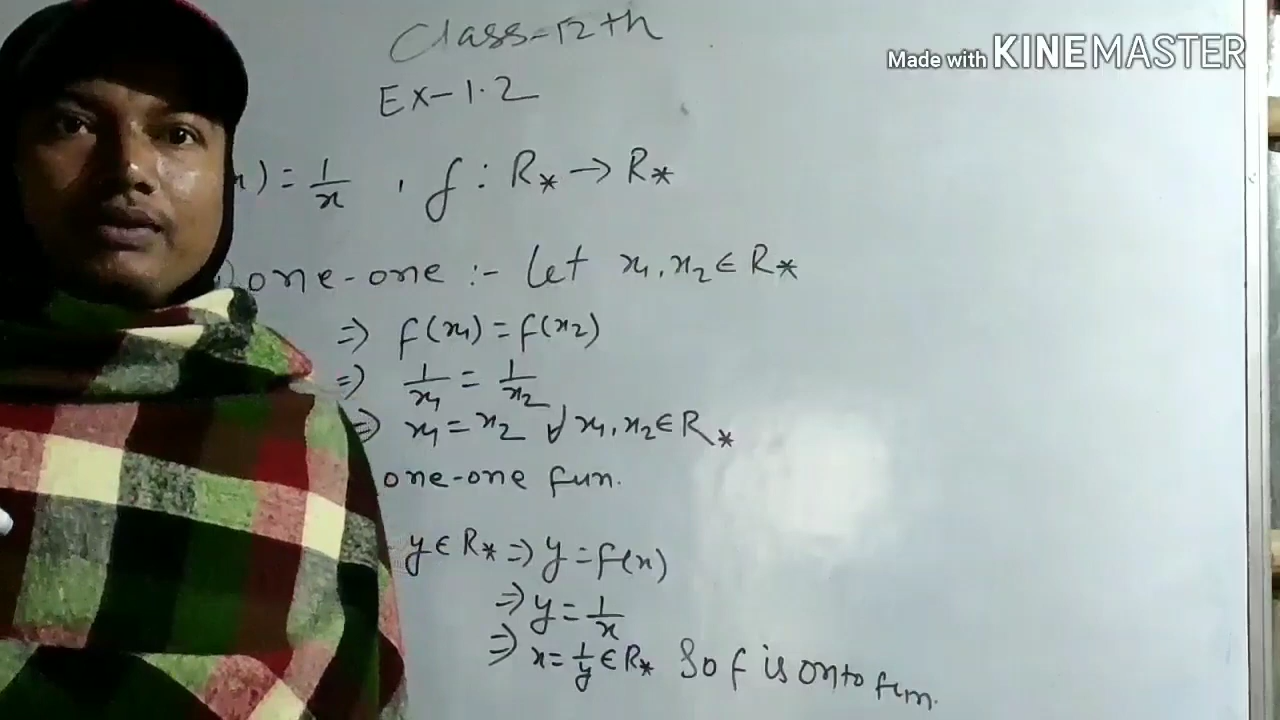 Class-12th
Made with KINEMASTER
Ex-1.2
x) = 1/x , f : R* → R*
) one-one :- Let x₁, x₂ ∈ R*
⇒ f(x₁) = f(x₂)
⇒ 1/x₁ = 1/x₂
⇒ x₁ = x₂ ∀ x₁, x₂ ∈ R*
one-one fun.
y ∈ R* ⇒ y = f(x)
⇒ y = 1/x
⇒ x = 1/y ∈ R* So f is onto fun.